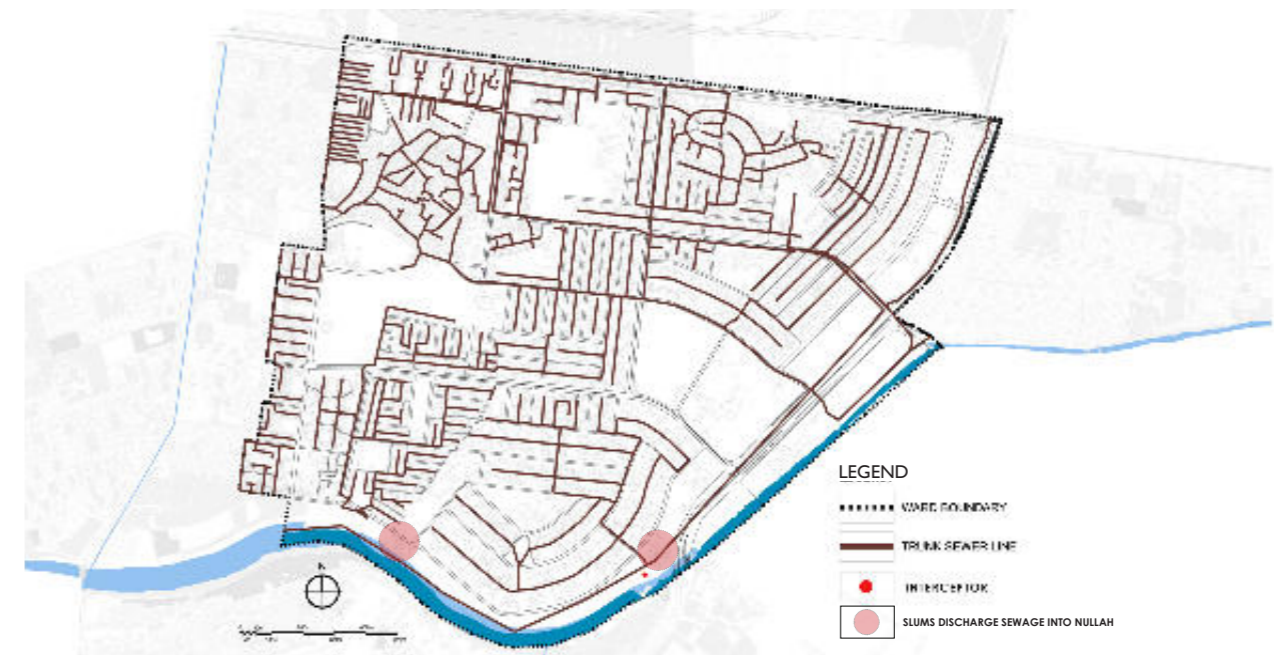 N
LEGEND
WARD BOUNDARY
TRUNK SEWER LINE
INTERCEPTOR
SLUMS DISCHARGE SEWAGE INTO NULLAH